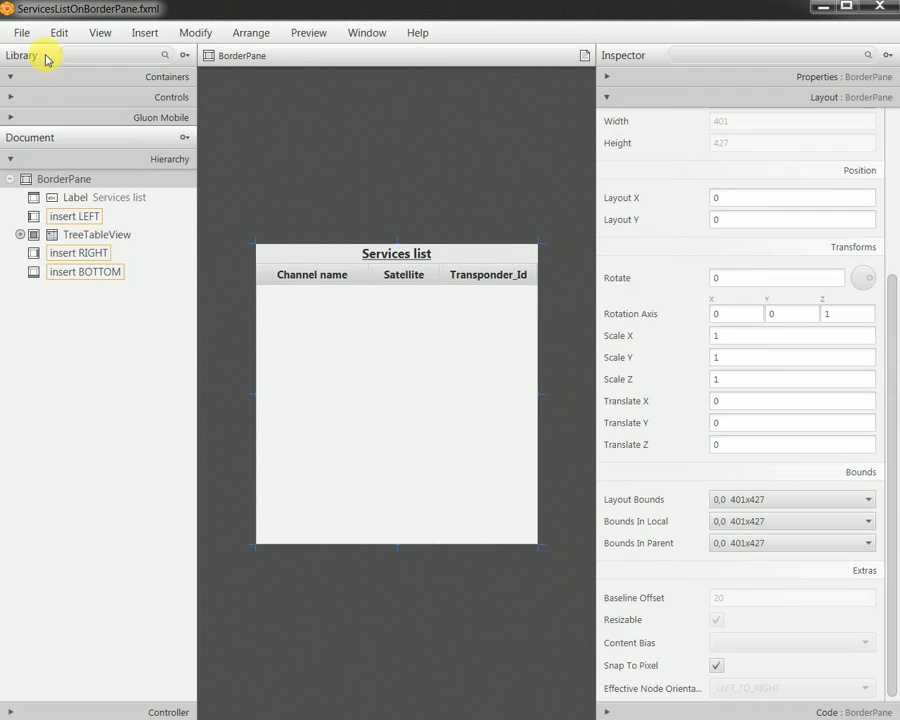 ServicesListOnBorderPane.fxml
File Edit View Insert Modify Arrange Preview Window Help
Library
BorderPane
Inspector
Containers
Controls
Gluon Mobile
Document
Hierarchy
BorderPane
abc Label Services list
insert LEFT
TreeTableView
insert RIGHT
insert BOTTOM
Controller
Services list
Channel name Satellite Transponder_Id
Properties : BorderPane
Layout : BorderPane
Width 401
Height 427
Position
Layout X 0
Layout Y 0
Transforms
Rotate 0
X Y Z
Rotation Axis 0 0 1
Scale X 1
Scale Y 1
Scale Z 1
Translate X 0
Translate Y 0
Translate Z 0
Bounds
Layout Bounds 0,0 401x427
Bounds In Local 0,0 401x427
Bounds In Parent 0,0 401x427
Extras
Baseline Offset 20
Resizable
Content Bias
Snap To Pixel
Effective Node Orienta... LEFT_TO_RIGHT
Code : BorderPane